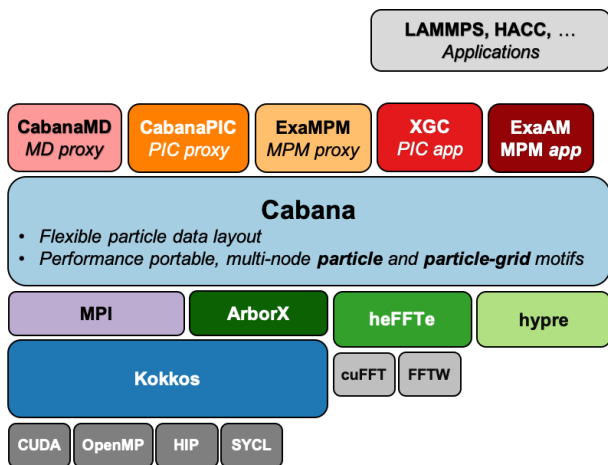 LAMMPS, HACC, ...
Applications
CabanaMD
MD proxy
CabanaPIC
PIC proxy
ExaMPM
MPM proxy
XGC
PIC app
ExaAM
MPM app
Cabana
• Flexible particle data layout
• Performance portable, multi-node particle and particle-grid motifs
MPI
ArborX
heFFTe
hypre
Kokkos
cuFFT
FFTW
CUDA
OpenMP
HIP
SYCL